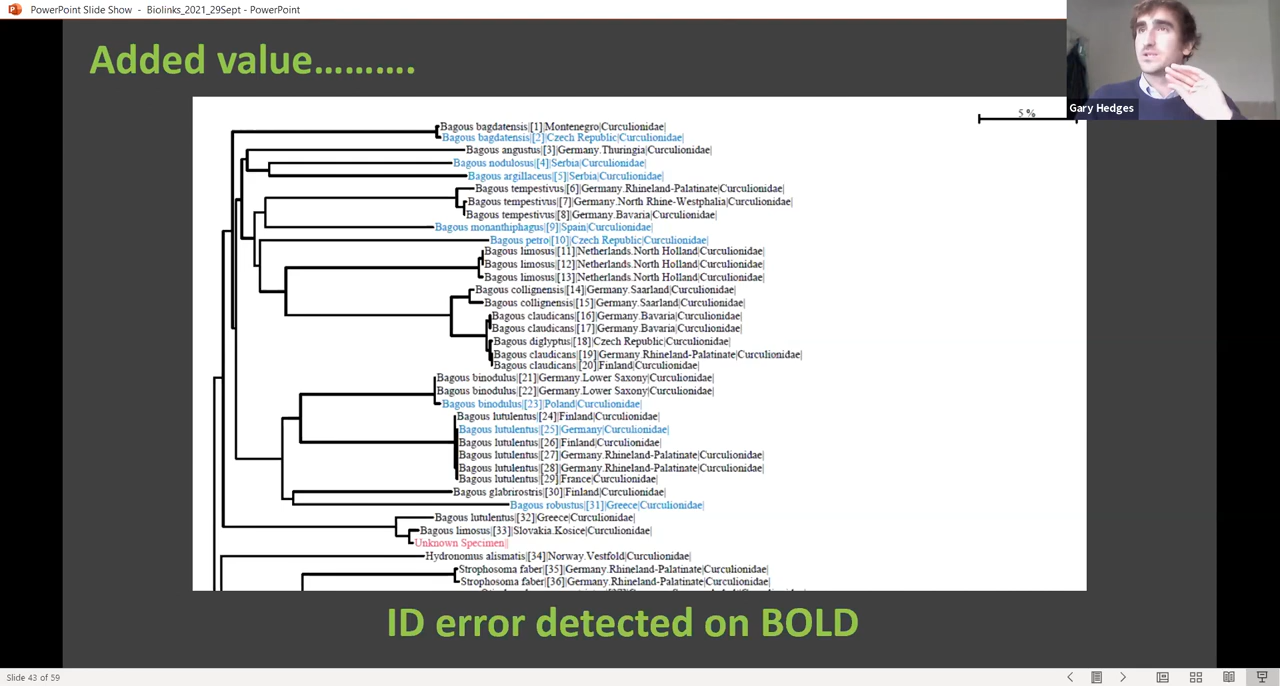 PowerPoint Slide Show - Biolinks_2021_29Sept - PowerPoint
Added value..........
Gary Hedges
5 %
Bagous bagdatensis|[1]|Montenegro|Curculionidae|
Bagous bagdatensis|[2]|Czech Republic|Curculionidae|
Bagous angustus|[3]|Germany.Thuringia|Curculionidae|
Bagous nodulosus|[4]|Serbia|Curculionidae|
Bagous argillaceus|[5]|Serbia|Curculionidae|
Bagous tempestivus|[6]|Germany.Rhineland-Palatinate|Curculionidae|
Bagous tempestivus|[7]|Germany.North Rhine-Westphalia|Curculionidae|
Bagous tempestivus|[8]|Germany.Bavaria|Curculionidae|
Bagous monanthiphagus|[9]|Spain|Curculionidae|
Bagous petro|[10]|Czech Republic|Curculionidae|
Bagous limosus|[11]|Netherlands.North Holland|Curculionidae|
Bagous limosus|[12]|Netherlands.North Holland|Curculionidae|
Bagous limosus|[13]|Netherlands.North Holland|Curculionidae|
Bagous collignensis|[14]|Germany.Saarland|Curculionidae|
Bagous collignensis|[15]|Germany.Saarland|Curculionidae|
Bagous claudicans|[16]|Germany.Bavaria|Curculionidae|
Bagous claudicans|[17]|Germany.Bavaria|Curculionidae|
Bagous diglyptus|[18]|Czech Republic|Curculionidae|
Bagous claudicans|[19]|Germany.Rhineland-Palatinate|Curculionidae|
Bagous claudicans|[20]|Finland|Curculionidae|
Bagous binodulus|[21]|Germany.Lower Saxony|Curculionidae|
Bagous binodulus|[22]|Germany.Lower Saxony|Curculionidae|
Bagous binodulus|[23]|Poland|Curculionidae|
Bagous lutulentus|[24]|Finland|Curculionidae|
Bagous lutulentus|[25]|Germany|Curculionidae|
Bagous lutulentus|[26]|Finland|Curculionidae|
Bagous lutulentus|[27]|Germany.Rhineland-Palatinate|Curculionidae|
Bagous lutulentus|[28]|Germany.Rhineland-Palatinate|Curculionidae|
Bagous lutulentus|[29]|France|Curculionidae|
Bagous glabrirostris|[30]|Finland|Curculionidae|
Bagous robustus|[31]|Greece|Curculionidae|
Bagous lutulentus|[32]|Greece|Curculionidae|
Bagous limosus|[33]|Slovakia.Kosice|Curculionidae|
Unknown Specimen||
Hydronomus alismatis|[34]|Norway.Vestfold|Curculionidae|
Strophosoma faber|[35]|Germany.Rhineland-Palatinate|Curculionidae|
Strophosoma faber|[36]|Germany.Rhineland-Palatinate|Curculionidae|
ID error detected on BOLD
Slide 43 of 59